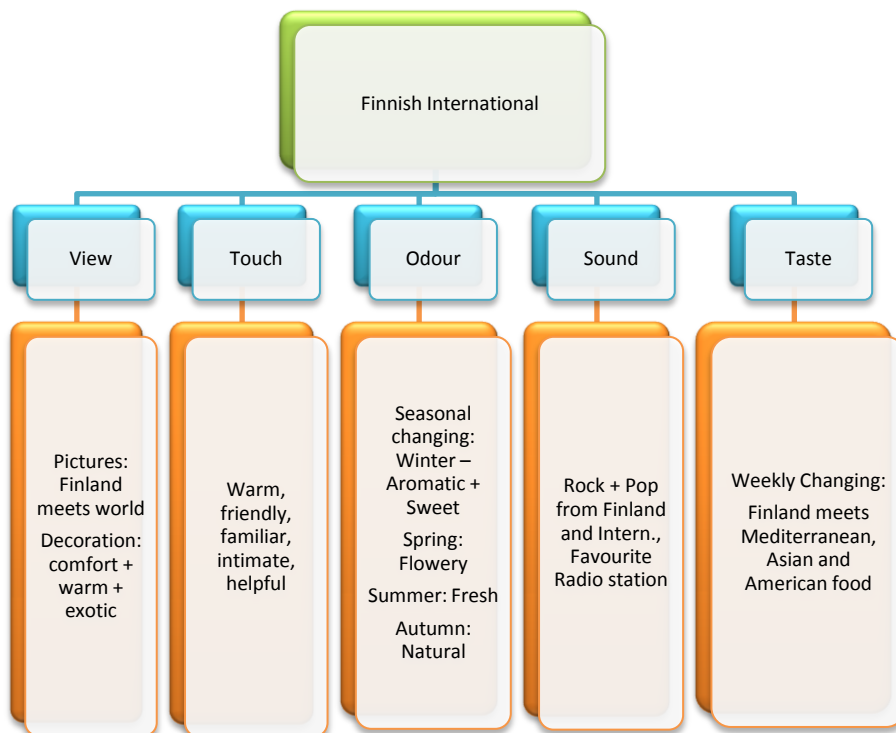 Finnish International
View
Touch
Odour
Sound
Taste
Pictures:
Finland
meets world
Decoration:
comfort +
warm +
exotic
Warm,
friendly,
familiar,
intimate,
helpful
Seasonal
changing:
Winter –
Aromatic +
Sweet
Spring:
Flowery
Summer: Fresh
Autumn:
Natural
Rock + Pop
from Finland
and Intern.,
Favourite
Radio station
Weekly Changing:
Finland meets
Mediterranean,
Asian and
American food